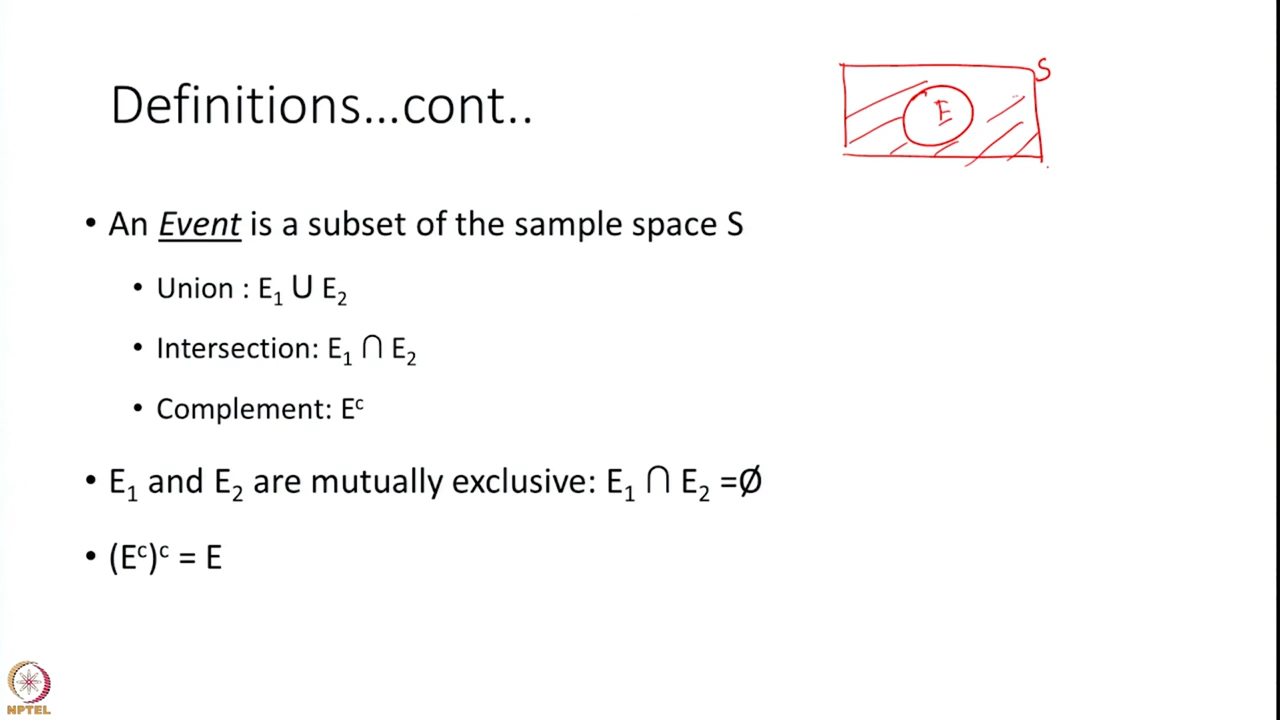 Definitions...cont..
S
E
• An Event is a subset of the sample space S
• Union : E₁ U E₂
• Intersection: E₁ ∩ E₂
• Complement: Eᶜ
• E₁ and E₂ are mutually exclusive: E₁ ∩ E₂ =Ø
• (Eᶜ)ᶜ = E
NPTEL